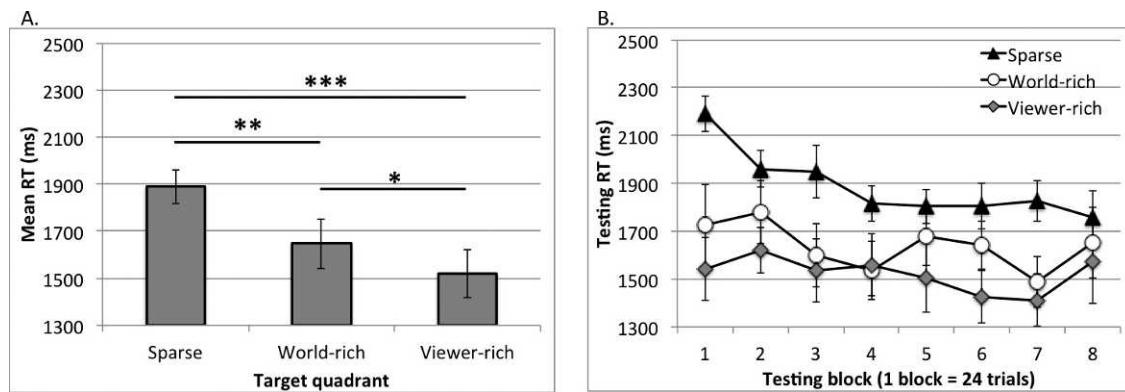 A.
2500
2300
2100
1900
1700
1500
1300
Mean RT (ms)
***
**
*
Sparse World-rich Viewer-rich
Target quadrant
B.
2500
2300
2100
1900
1700
1500
1300
Testing RT (ms)
Sparse
World-rich
Viewer-rich
1 2 3 4 5 6 7 8
Testing block (1 block = 24 trials)